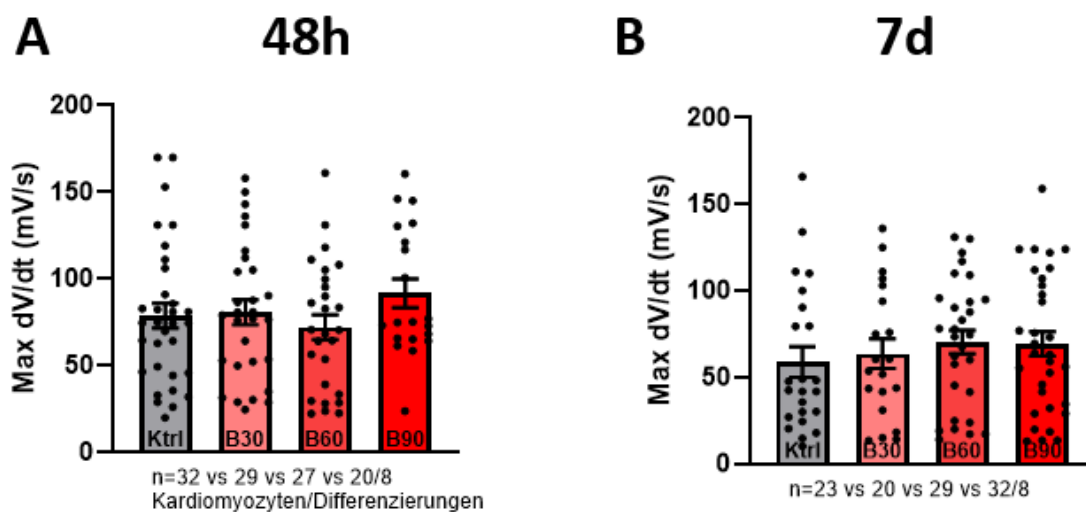 A
48h
Max dV/dt (mV/s)
200
150
100
50
0
Ktrl
B30
B60
B90
n=32 vs 29 vs 27 vs 20/8
Kardiomyozyten/Differenzierungen
B
7d
Max dV/dt (mV/s)
200
150
100
50
0
Ktrl
B30
B60
B90
n=23 vs 20 vs 29 vs 32/8